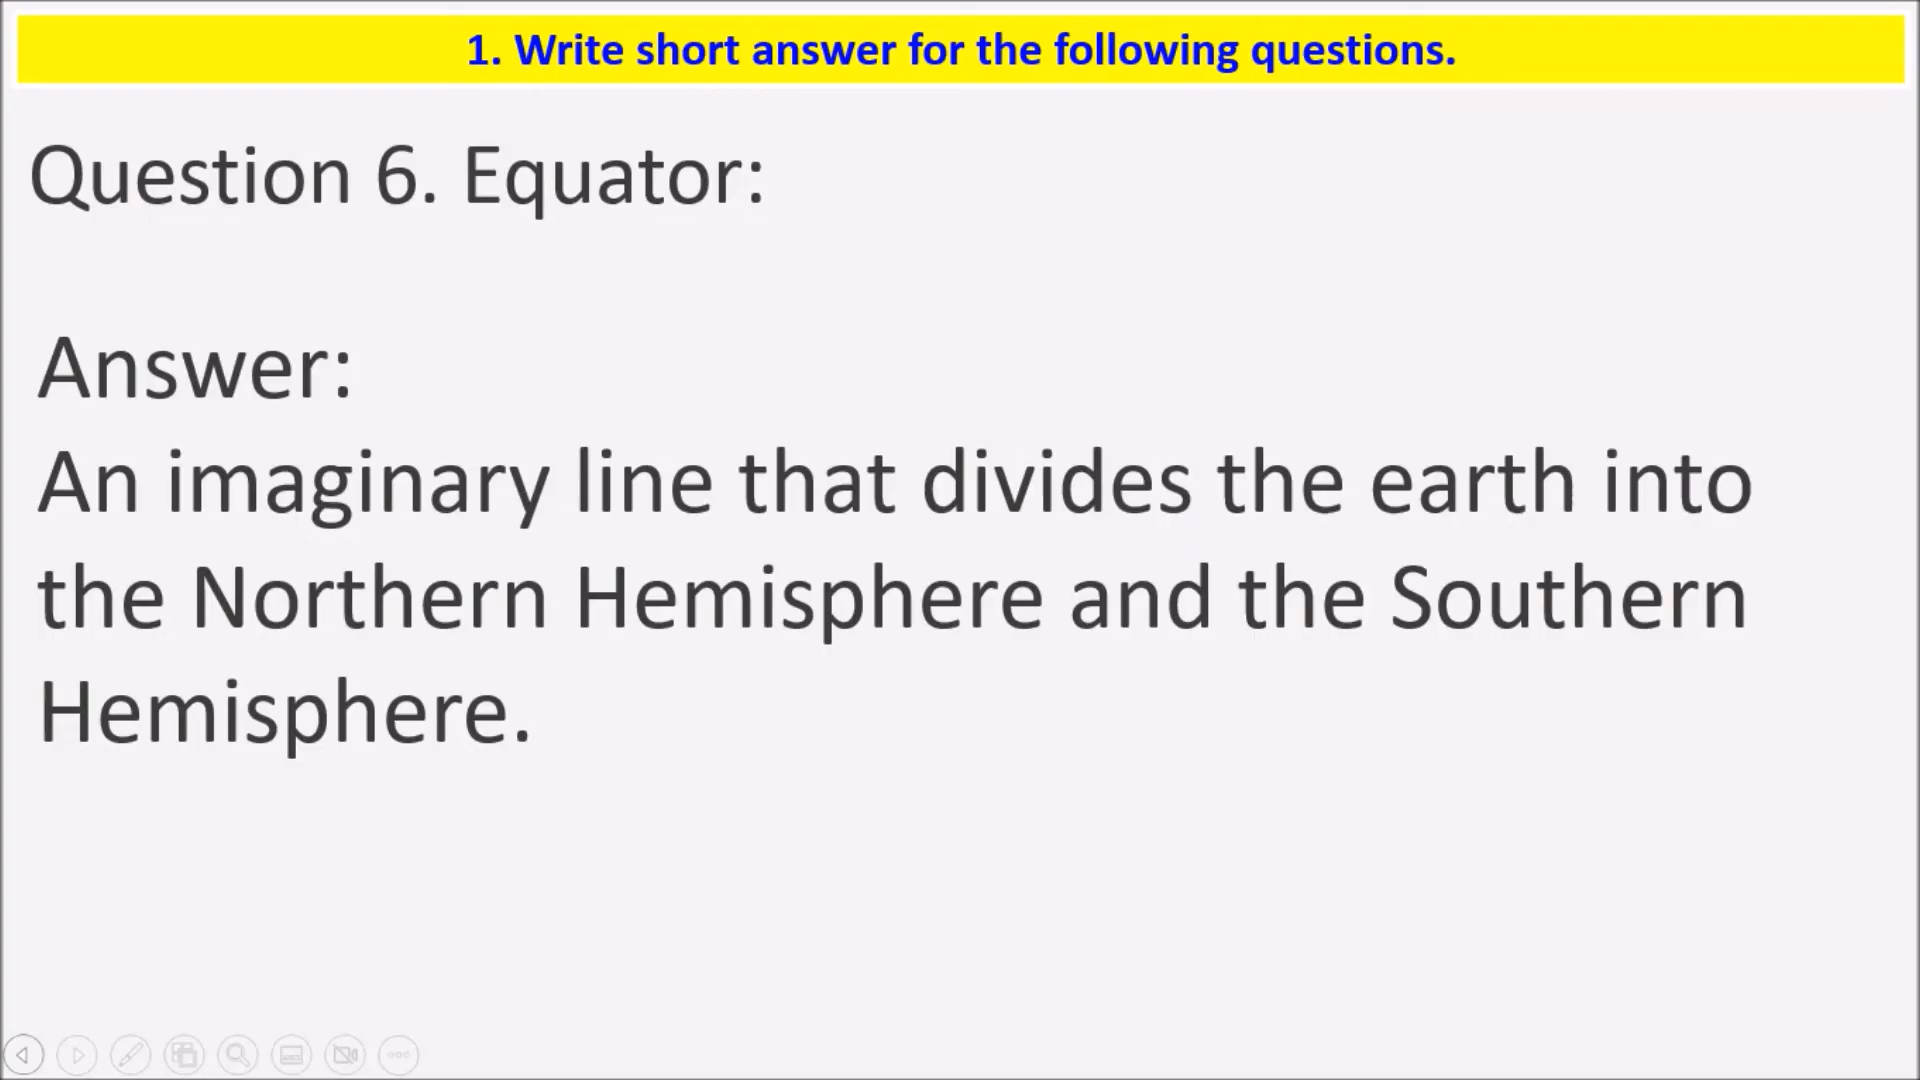 1. Write short answer for the following questions.
Question 6. Equator:
Answer:
An imaginary line that divides the earth into
the Northern Hemisphere and the Southern
Hemisphere.